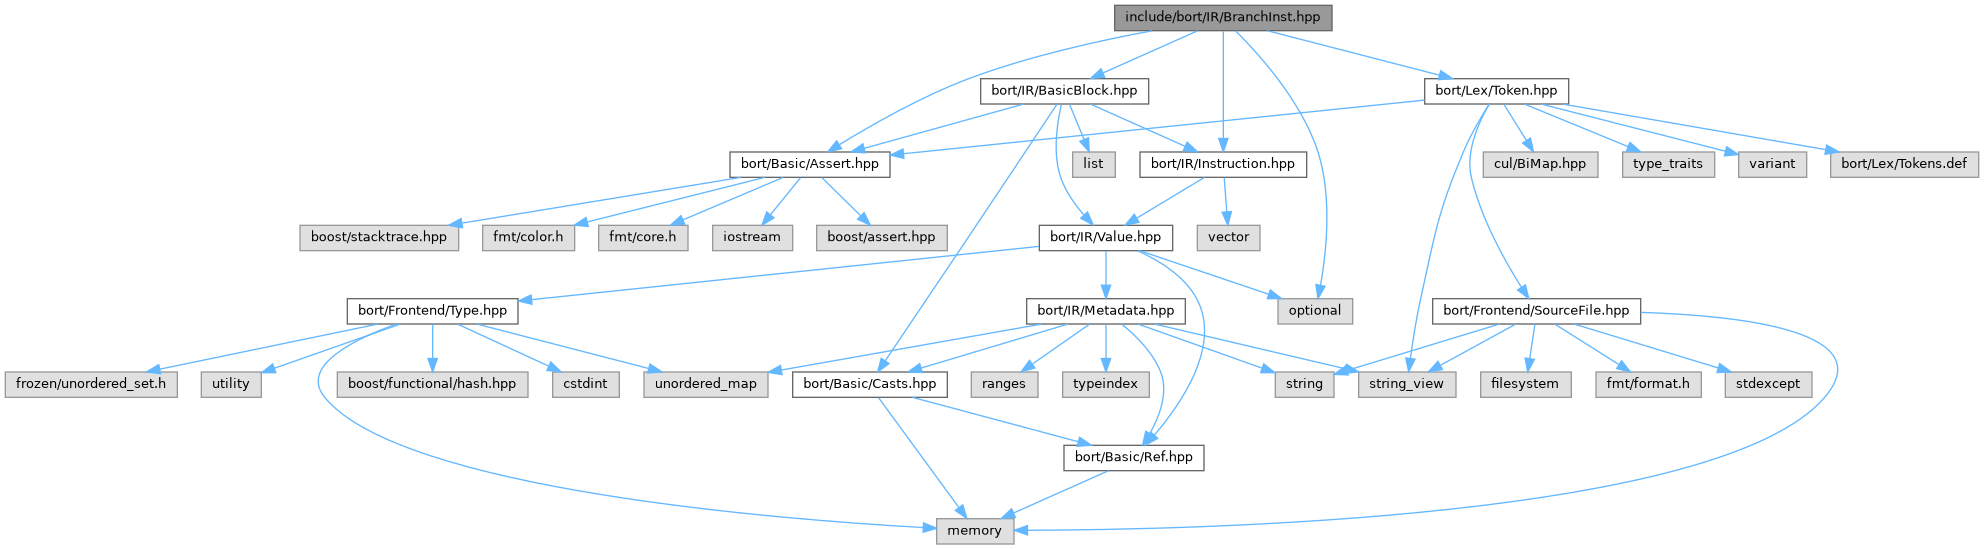 include/bort/IR/BranchInst.hpp
bort/IR/BasicBlock.hpp
bort/Lex/Token.hpp
bort/Basic/Assert.hpp
list
bort/IR/Instruction.hpp
cul/BiMap.hpp
type_traits
variant
bort/Lex/Tokens.def
boost/stacktrace.hpp
fmt/color.h
fmt/core.h
iostream
boost/assert.hpp
bort/IR/Value.hpp
vector
bort/Frontend/Type.hpp
bort/IR/Metadata.hpp
optional
bort/Frontend/SourceFile.hpp
frozen/unordered_set.h
utility
boost/functional/hash.hpp
cstdint
unordered_map
bort/Basic/Casts.hpp
ranges
typeindex
string
string_view
filesystem
fmt/format.h
stdexcept
bort/Basic/Ref.hpp
memory